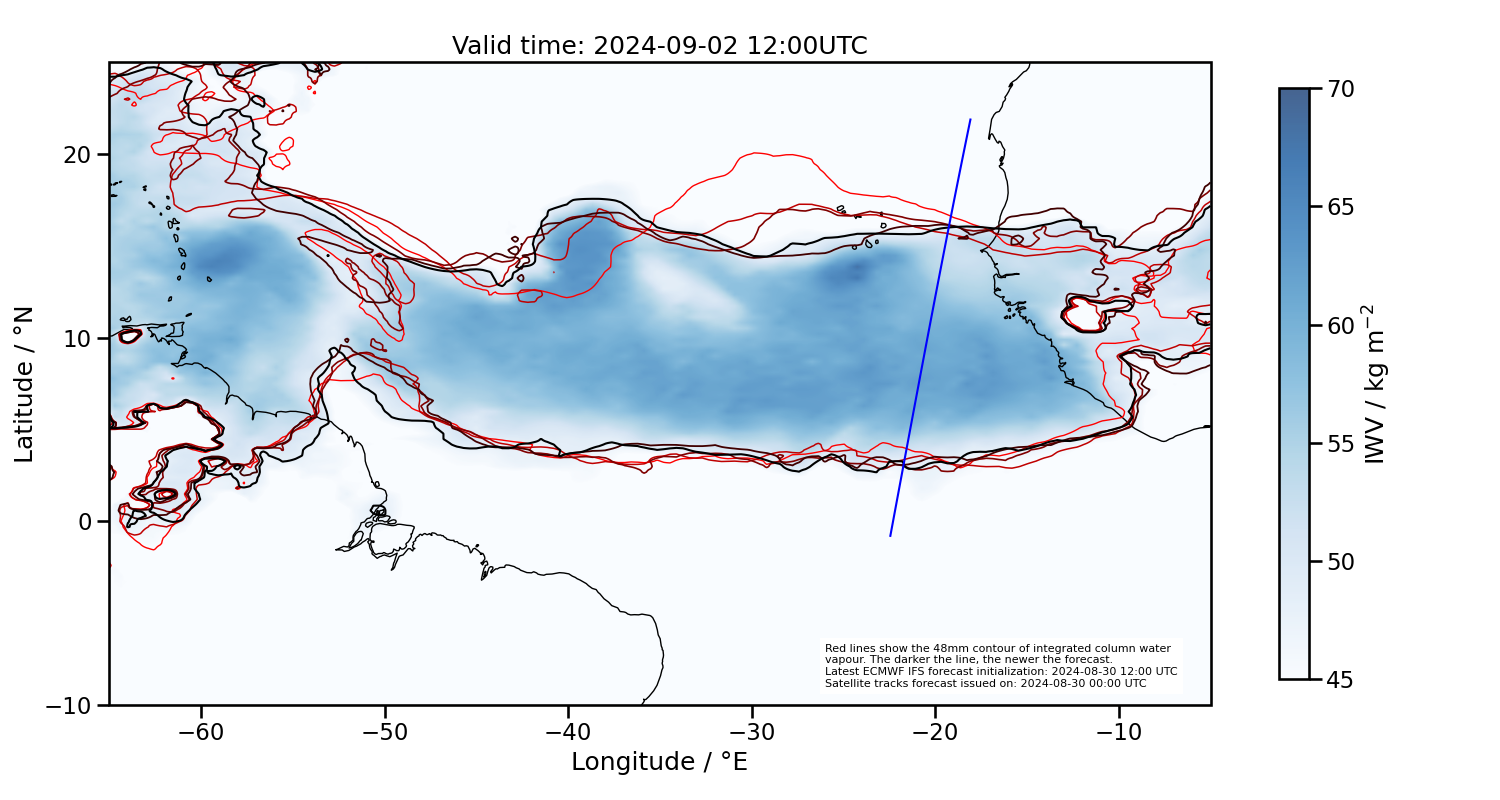 Valid time: 2024-09-02 12:00UTC
Latitude / °N
20
10
0
−10
−60
−50
−40
−30
−20
−10
Longitude / °E
Red lines show the 48mm contour of integrated column water
vapour. The darker the line, the newer the forecast.
Latest ECMWF IFS forecast initialization: 2024-08-30 12:00 UTC
Satellite tracks forecast issued on: 2024-08-30 00:00 UTC
70
65
60
55
50
45
IWV / kg m⁻²